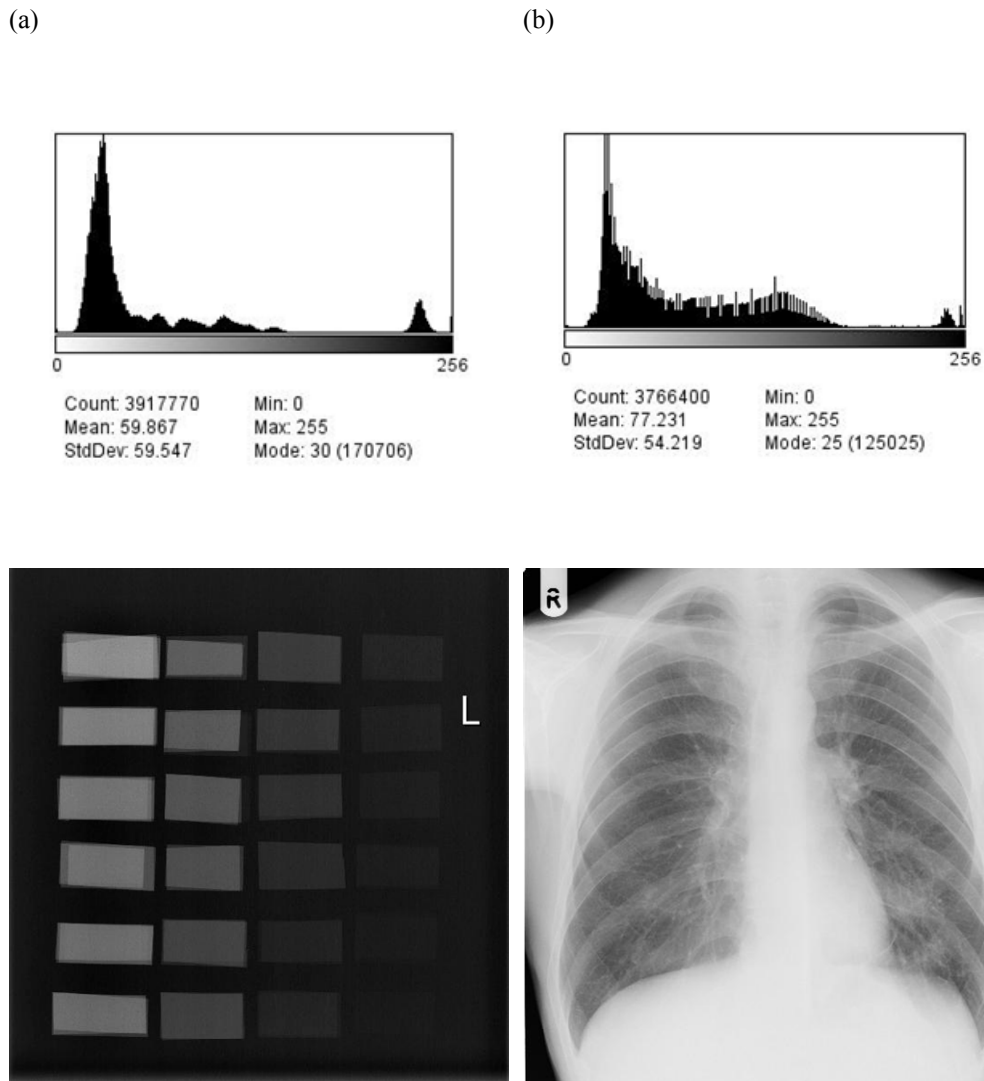 (a)
(b)
0
256
0
256
Count: 3917770
Min: 0
Mean: 59.867
Max: 255
StdDev: 59.547
Mode: 30 (170706)
Count: 3766400
Min: 0
Mean: 77.231
Max: 255
StdDev: 54.219
Mode: 25 (125025)
L
R